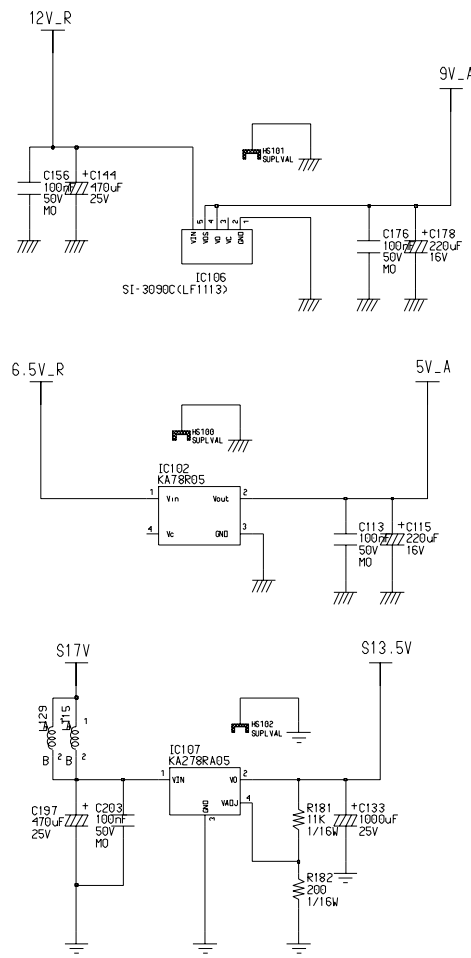 12V_R
9V_A
HS101
SUPLVAL
C156
100nF
50V
MO
+
C144
470uF
25V
VIN
VOS
VO
VC
GND
5
4
3
2
1
IC106
SI-3090C(LF1113)
C176
100nF
50V
MO
+
C178
220uF
16V
6.5V_R
5V_A
HS100
SUPLVAL
IC102
KA78R05
1
Vin
Vout
2
4
Vc
GND
3
C113
100nF
50V
MO
+
C115
220uF
16V
S17V
S13.5V
A
1
B
2
B
2
HS102
SUPLVAL
IC107
KA278RA05
1
VIN
VO
2
GND
3
VADJ
4
C197
470uF
25V
+
C203
100nF
50V
MO
R181
11K
1/16W
+
C133
1000uF
25V
R182
200
1/16W